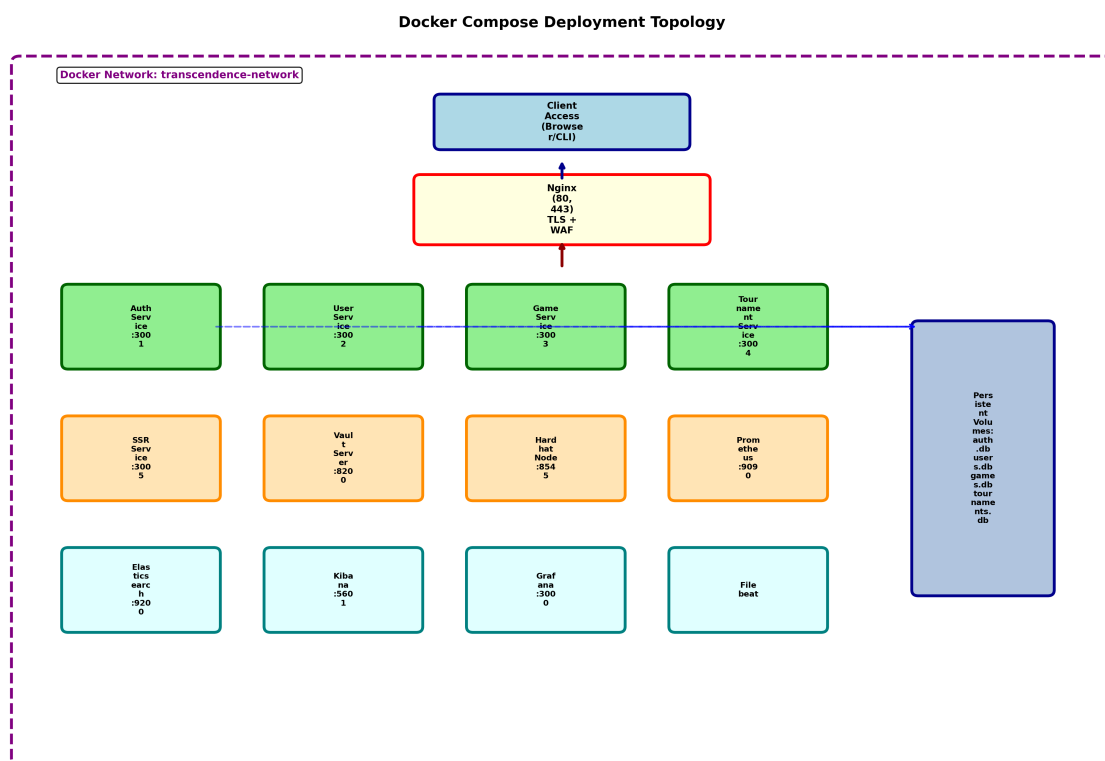 Docker Compose Deployment Topology
Docker Network: transcendence-network
Client
Access
(Browse
r/CLI)
Nginx
(80,
443)
TLS +
WAF
Auth
Serv
ice
:300
1
User
Serv
ice
:300
2
Game
Serv
ice
:300
3
Tour
name
nt
Serv
ice
:300
4
Pers
iste
nt
Volu
mes:
auth
.db
user
s.db
game
s.db
tour
name
nts.
db
SSR
Serv
ice
:300
5
Vaul
t
Serv
er
:820
0
Hard
hat
Node
:854
5
Prom
ethe
us
:909
0
Elas
tics
earc
h
:920
0
Kiba
na
:560
1
Graf
ana
:300
0
File
beat